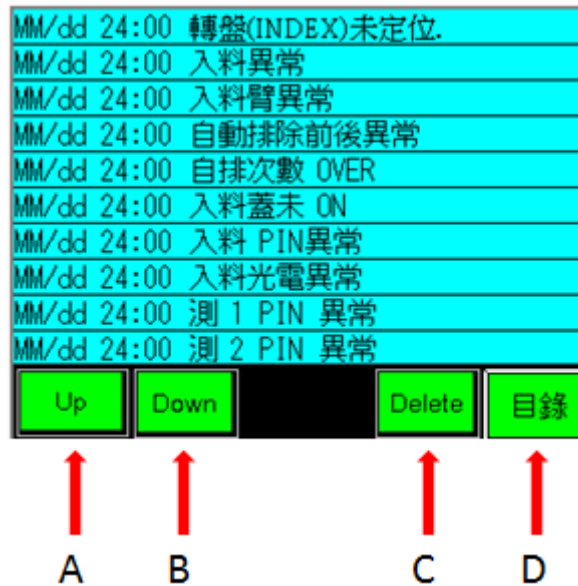 MM/dd 24:00 轉盤(INDEX)未定位.
MM/dd 24:00 入料異常
MM/dd 24:00 入料臂異常
MM/dd 24:00 自動排除前後異常
MM/dd 24:00 自排次數 OVER
MM/dd 24:00 入料蓋未 ON
MM/dd 24:00 入料 PIN異常
MM/dd 24:00 入料光電異常
MM/dd 24:00 測 1 PIN 異常
MM/dd 24:00 測 2 PIN 異常
Up Down Delete 目錄
A B C D